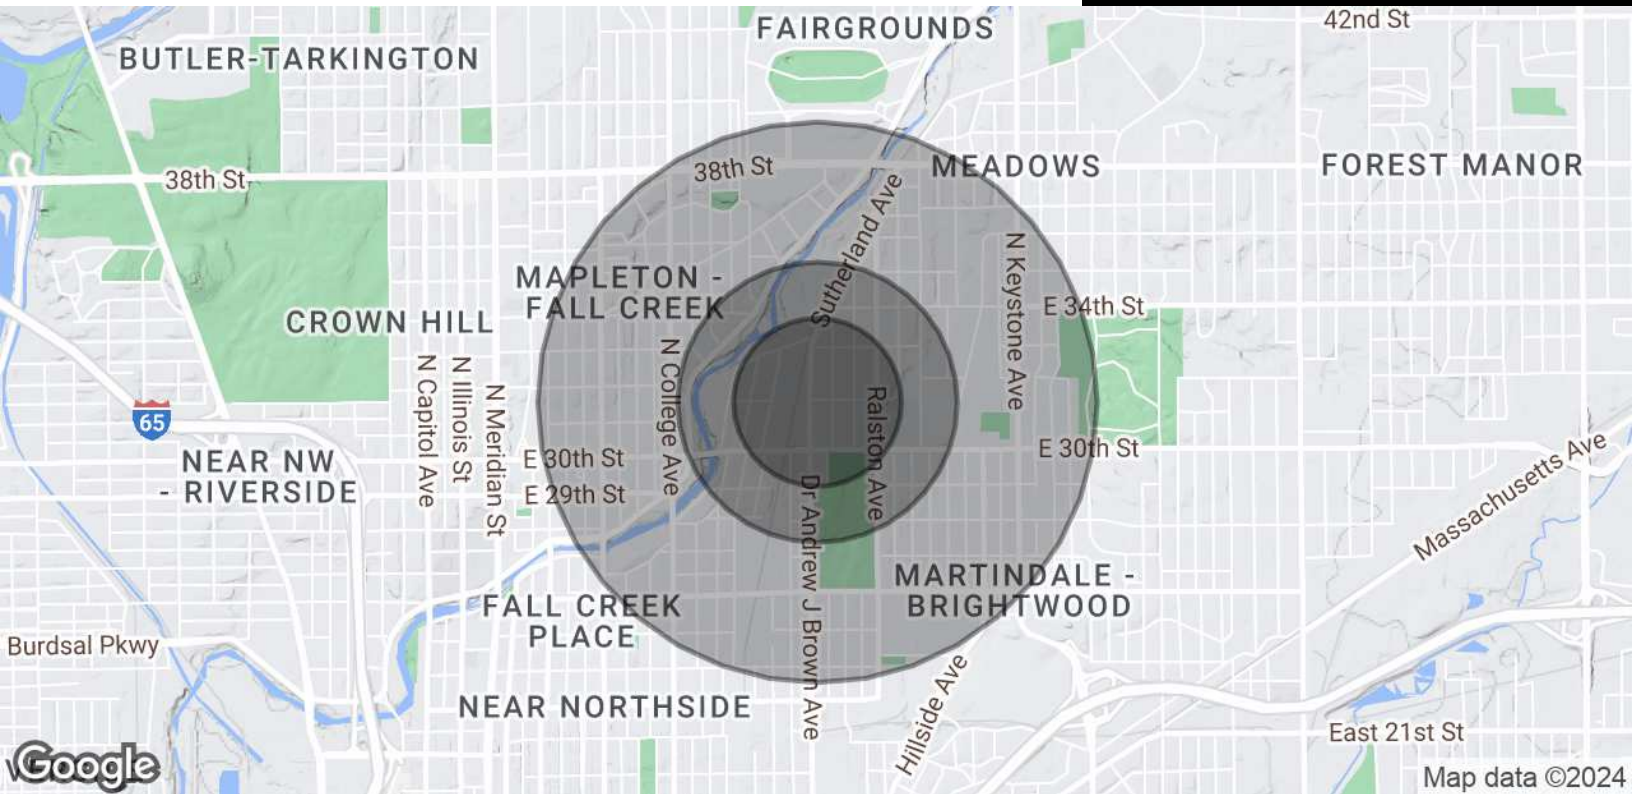 42nd St
FAIRGROUNDS
BUTLER-TARKINGTON
38th St
38th St
MEADOWS
FOREST MANOR
Sutherland Ave
N Keystone Ave
MAPLETON -
FALL CREEK
E 34th St
CROWN HILL
N Capitol Ave
N Illinois St
N Meridian St
N College Ave
Ralston Ave
65
NEAR NW
- RIVERSIDE
E 30th St
E 30th St
E 29th St
Massachusetts Ave
Dr Andrew J Brown Ave
MARTINDALE -
BRIGHTWOOD
FALL CREEK
PLACE
Burdsal Pkwy
Hillside Ave
NEAR NORTHSIDE
East 21st St
Google
Map data ©2024